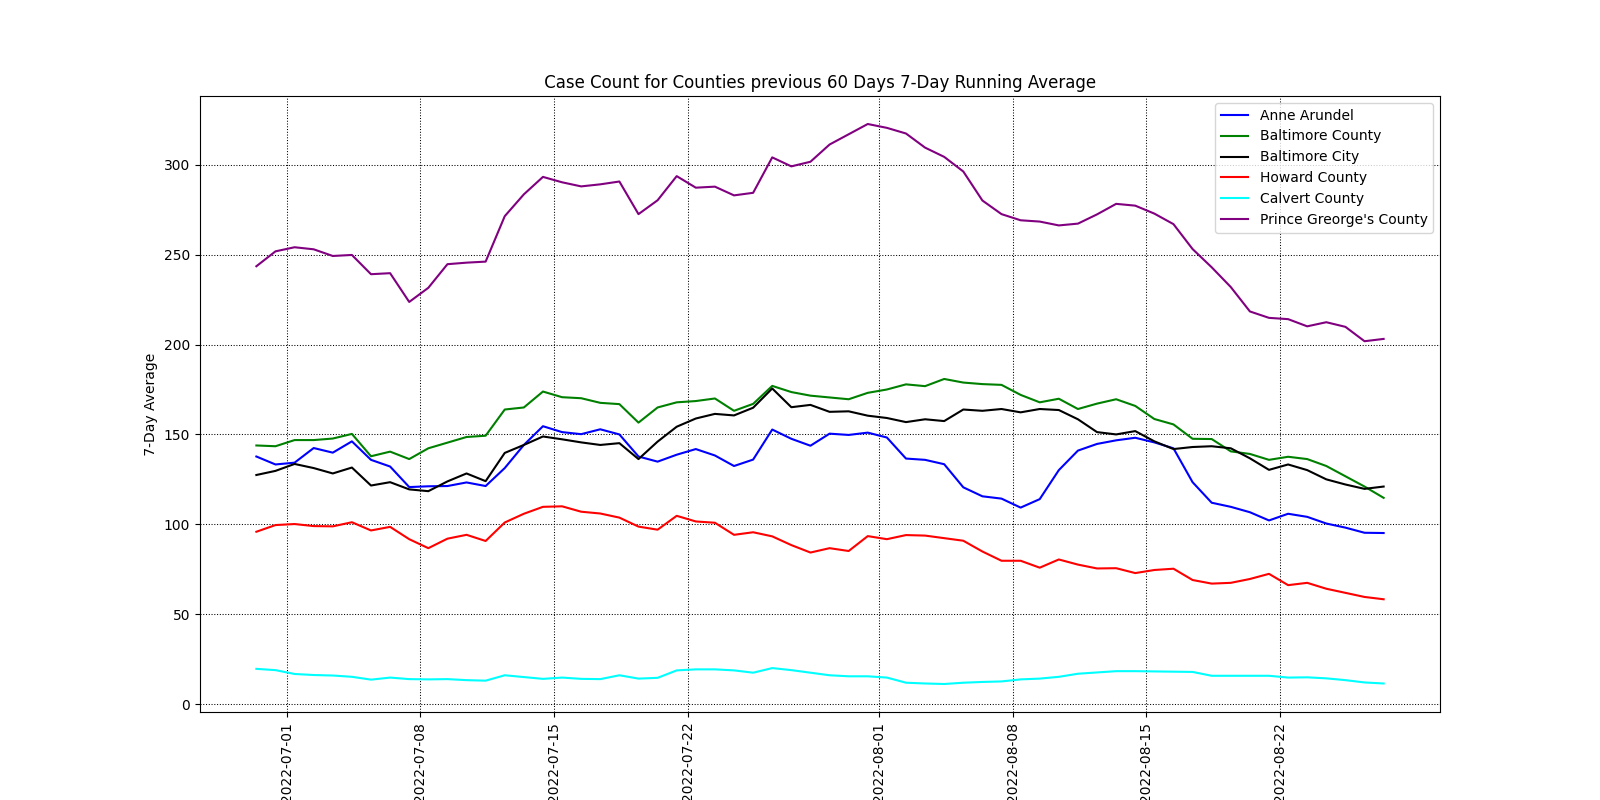 Case Count for Counties previous 60 Days 7-Day Running Average
Anne Arundel
Baltimore County
Baltimore City
Howard County
Calvert County
Prince Greorge's County
7-Day Average
300
250
200
150
100
50
0
2022-07-01
2022-07-08
2022-07-15
2022-07-22
2022-08-01
2022-08-08
2022-08-15
2022-08-22